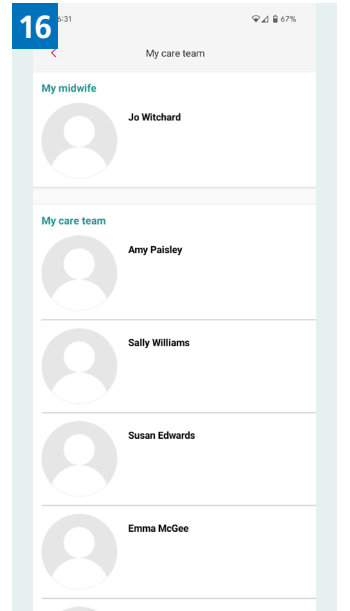 16
6:31
67%
My care team
My midwife
Jo Witchard
My care team
Amy Paisley
Sally Williams
Susan Edwards
Emma McGee